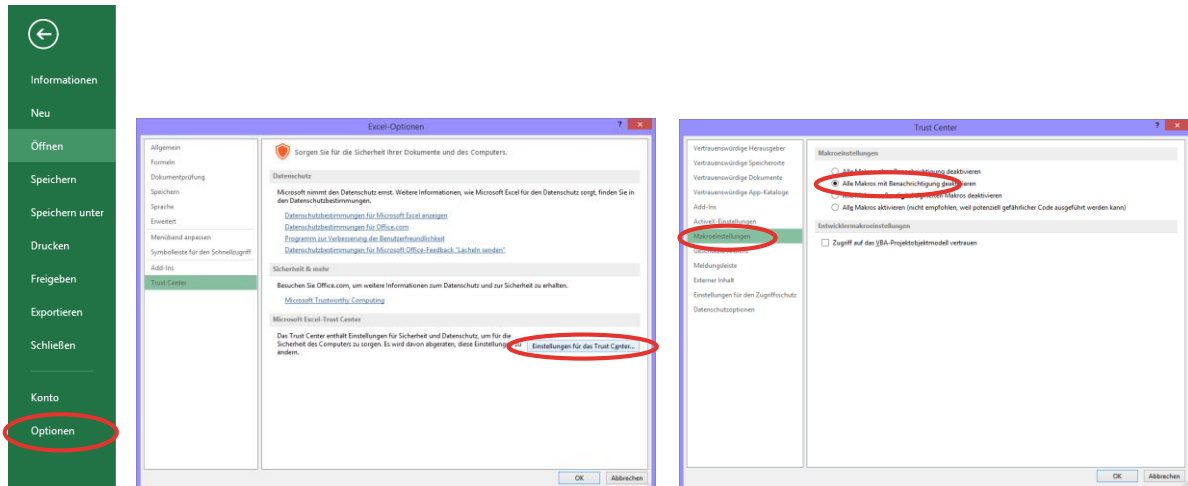 Informationen
Neu
Öffnen
Speichern
Speichern unter
Drucken
Freigeben
Exportieren
Schließen
Konto
Optionen
Excel-Optionen
Allgemein
Formeln
Dokumentprüfung
Speichern
Sprache
Erweitert
Menüband anpassen
Symbolleiste für den Schnellzugriff
Add-Ins
Trust Center
Sorgen Sie für die Sicherheit Ihrer Dokumente und des Computers.
Datenschutz
Microsoft nimmt den Datenschutz ernst. Weitere Informationen, wie Microsoft Excel für den Datenschutz sorgt, finden Sie in
den Datenschutzbestimmungen.
Datenschutzbestimmungen für Microsoft Excel anzeigen
Datenschutzbestimmungen für Office.com
Programm zur Verbesserung der Benutzerfreundlichkeit
Datenschutzbestimmungen für Microsoft Office-Feedback "Lächeln senden"
Sicherheit & mehr
Besuchen Sie Office.com, um weitere Informationen zum Datenschutz und zur Sicherheit zu erhalten.
Microsoft Trustworthy Computing
Microsoft Excel-Trust Center
Das Trust Center enthält Einstellungen für Sicherheit und Datenschutz, um für die
Sicherheit des Computers zu sorgen. Es wird davon abgeraten, diese Einstellungen zu
ändern.
Einstellungen für das Trust Center...
OK Abbrechen
Trust Center
Vertrauenswürdige Herausgeber
Vertrauenswürdige Speicherorte
Vertrauenswürdige Dokumente
Vertrauenswürdige App-Kataloge
Add-Ins
ActiveX-Einstellungen
Makroeinstellungen
Meldungsleiste
Externer Inhalt
Einstellungen für den Zugriffsschutz
Datenschutzoptionen
Makroeinstellungen
Alle Makros ohne Benachrichtigung deaktivieren
Alle Makros mit Benachrichtigung deaktivieren
Makros deaktivieren
Alle Makros aktivieren (nicht empfohlen, weil potenziell gefährlicher Code ausgeführt werden kann)
Entwicklermakroeinstellungen
Zugriff auf das VBA-Projektobjektmodell vertrauen
OK Abbrechen